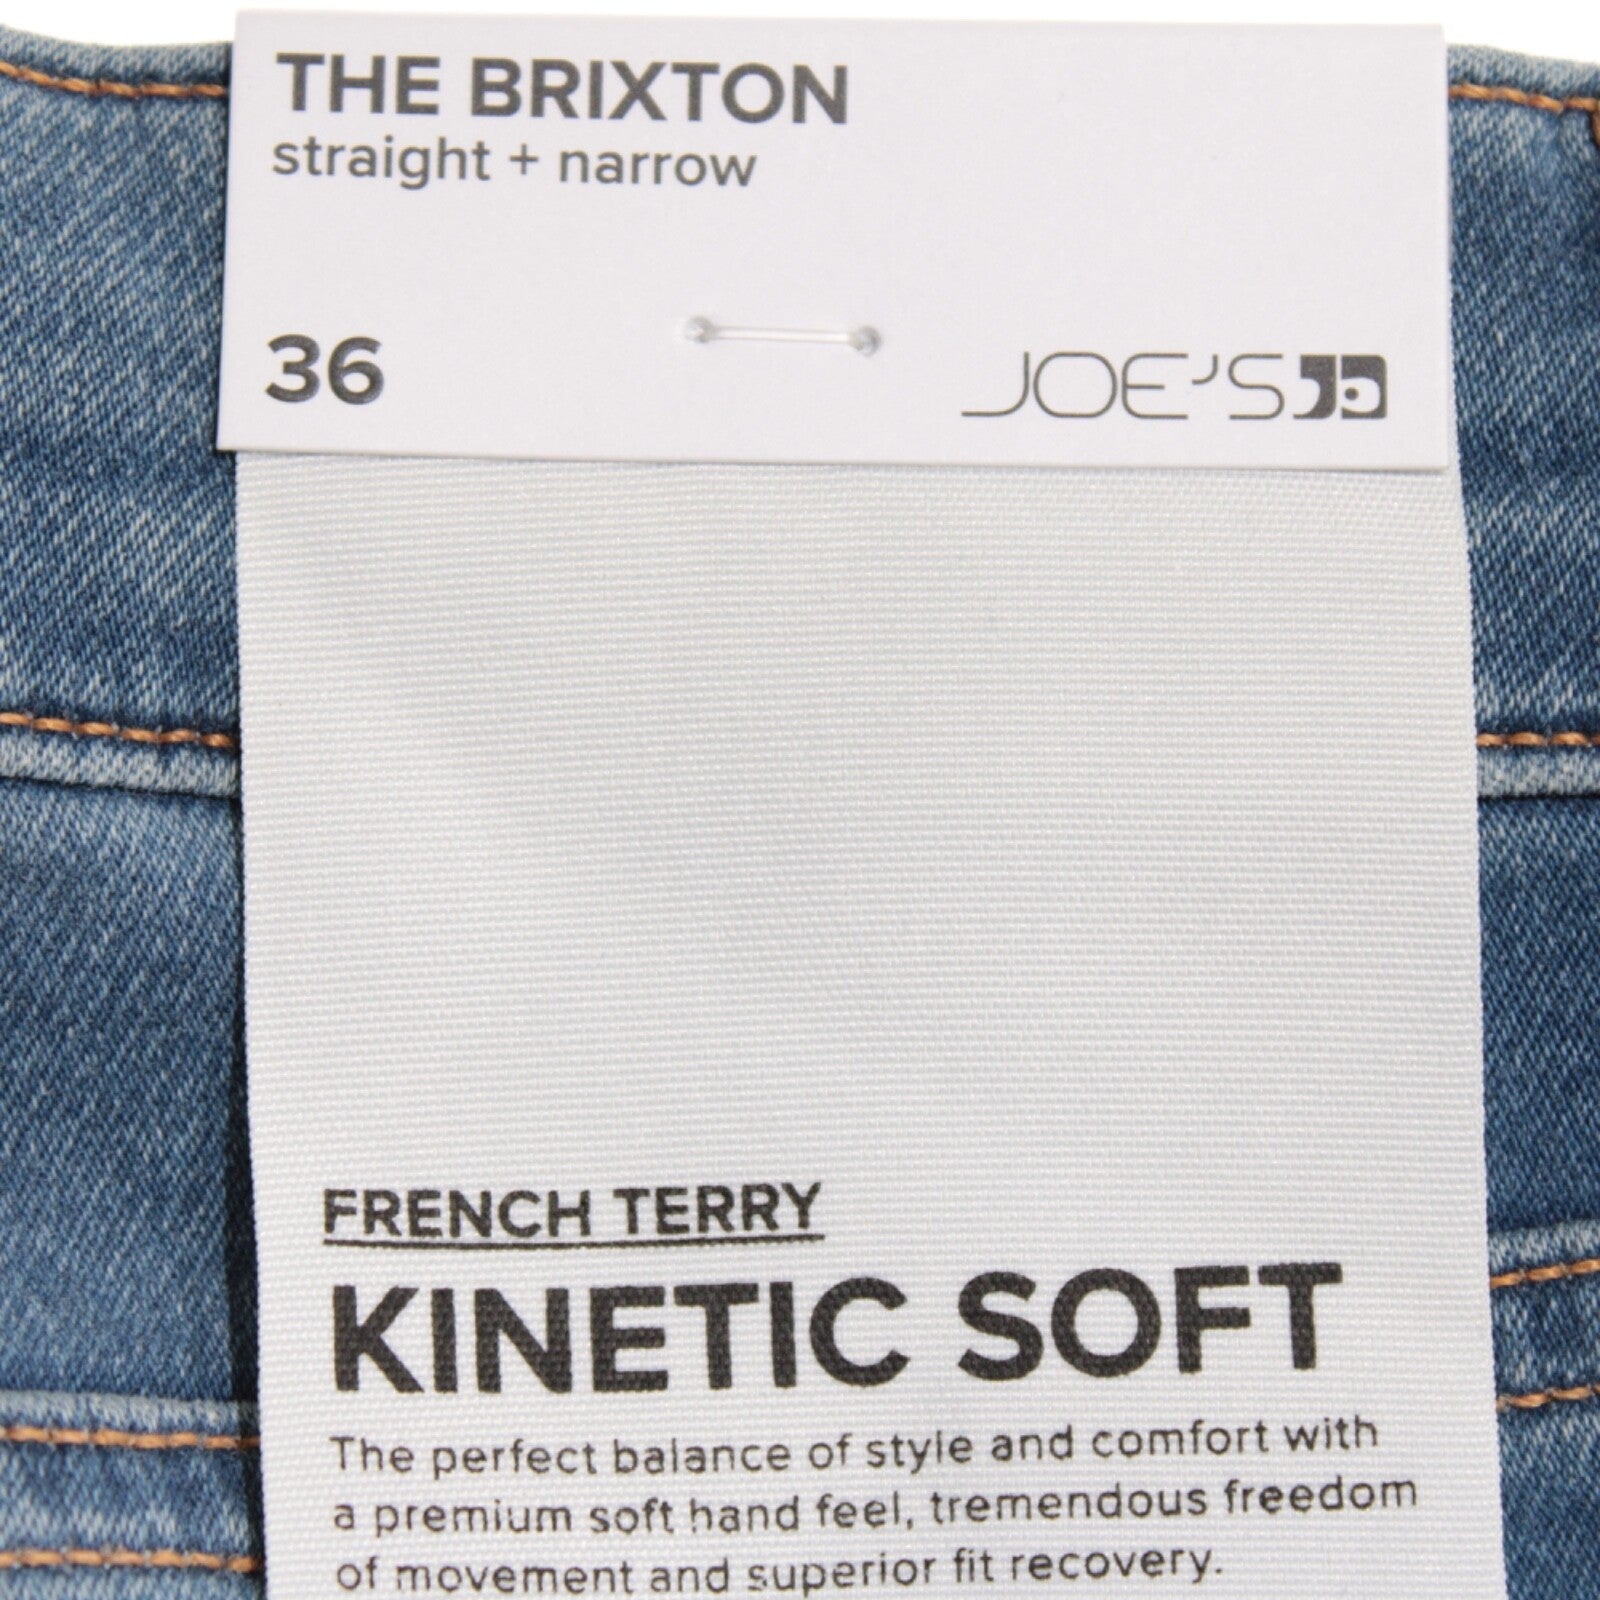 THE BRIXTON
straight + narrow
36
JOE'S
FRENCH TERRY
KINETIC SOFT
The perfect balance of style and comfort with
a premium soft hand feel, tremendous freedom
of movement and superior fit recovery.